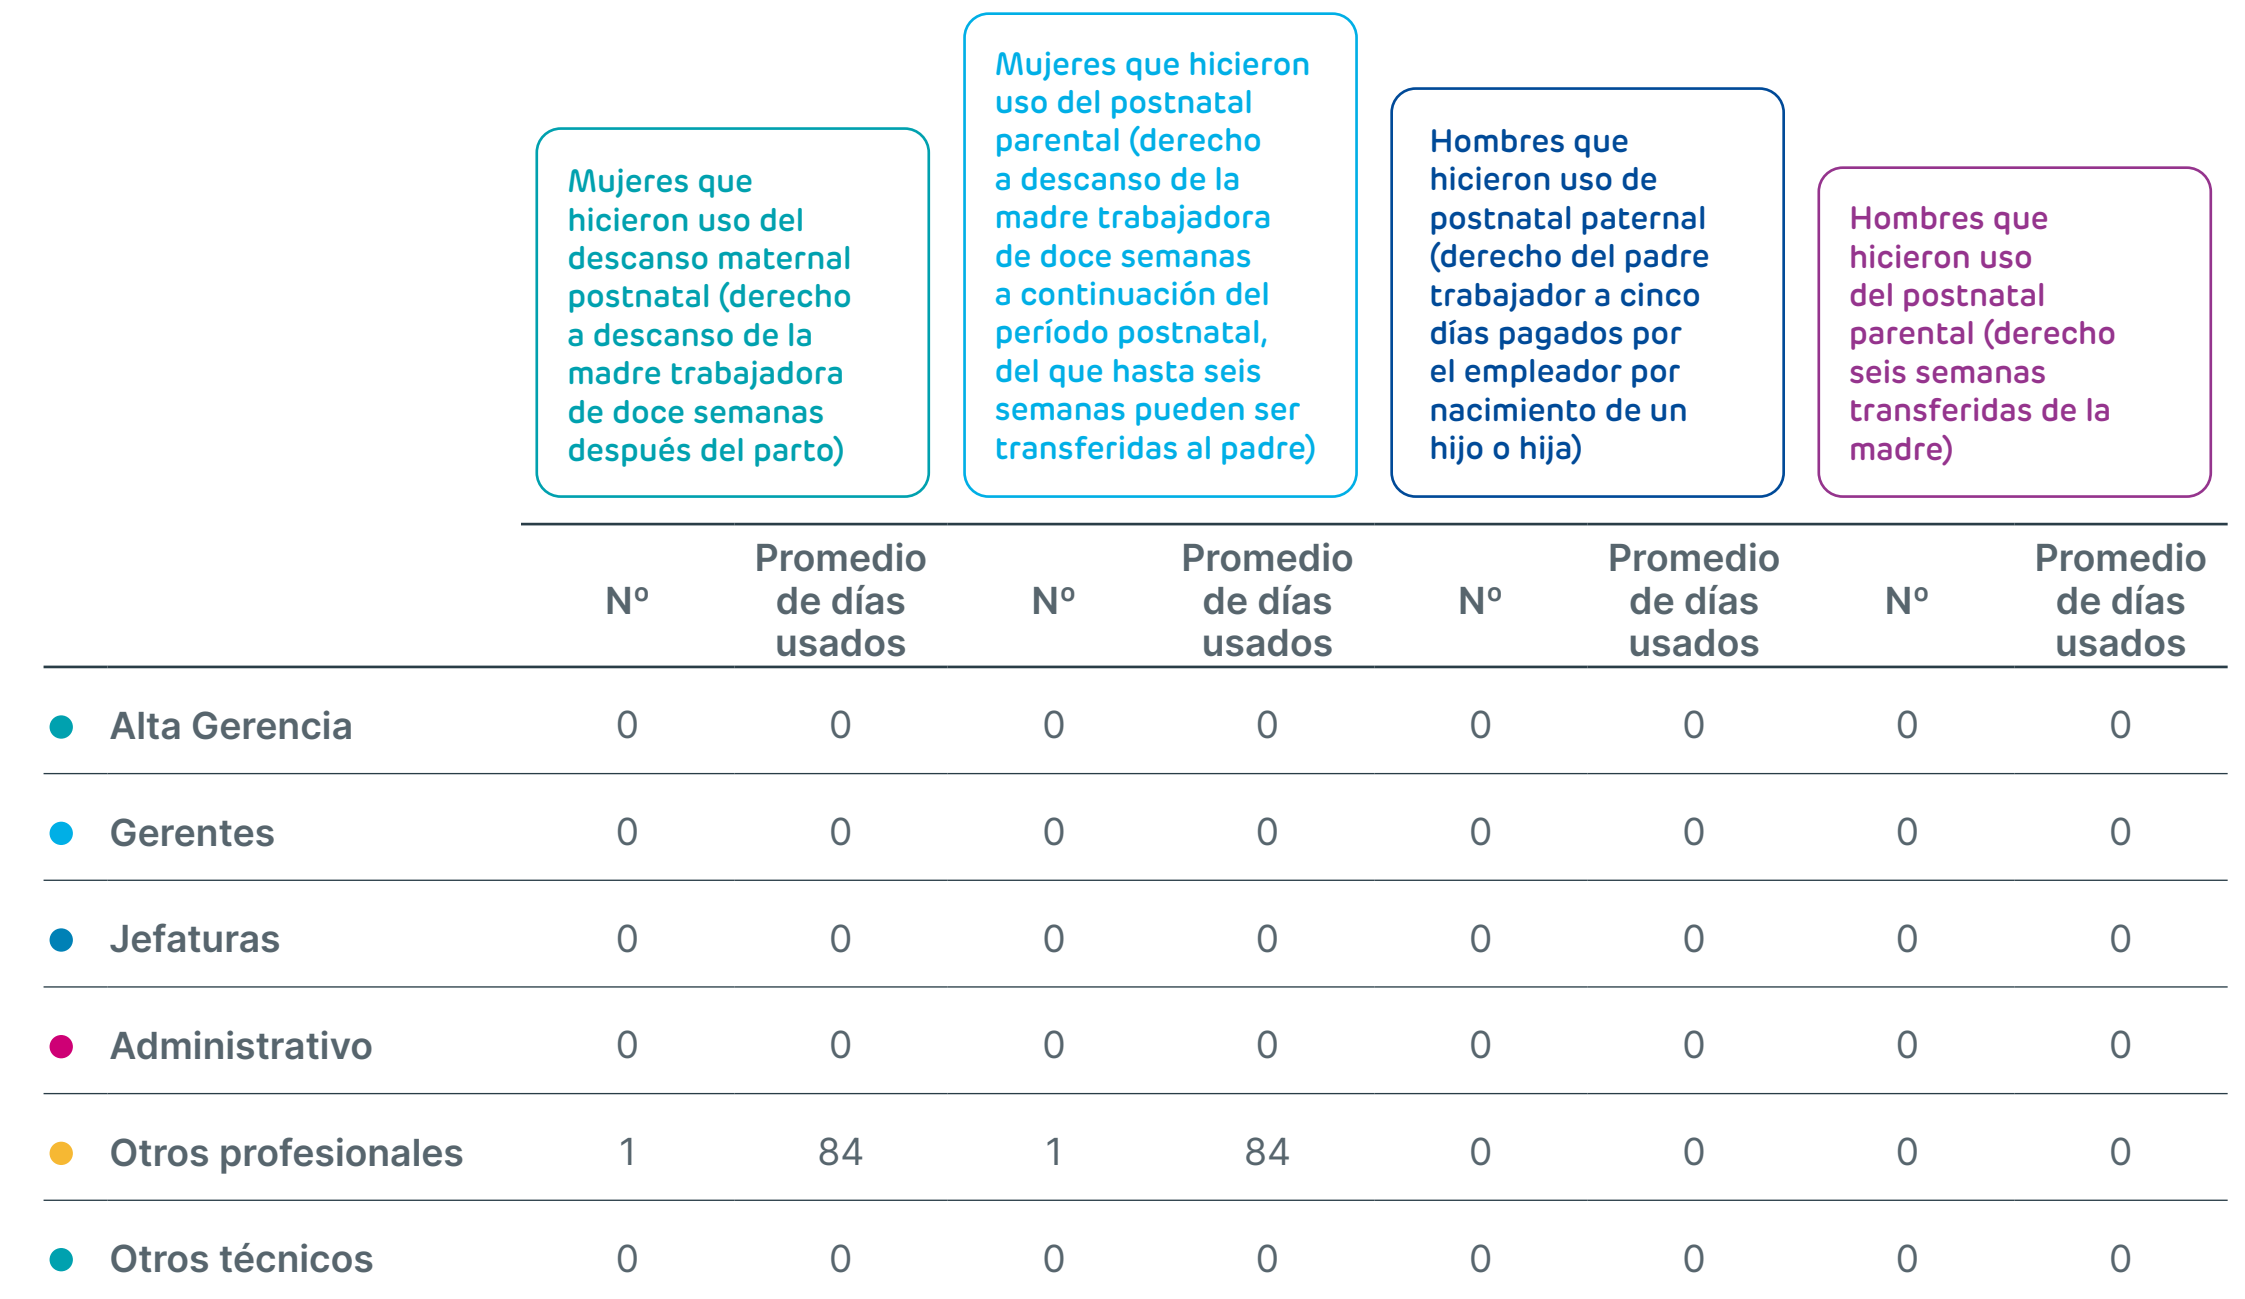 Mujeres que
hicieron uso del
descanso maternal
postnatal (derecho
a descanso de la
madre trabajadora
de doce semanas
después del parto)
Mujeres que hicieron
uso del postnatal
parental (derecho
a descanso de la
madre trabajadora
de doce semanas
a continuación del
período postnatal,
del que hasta seis
semanas pueden ser
transferidas al padre)
Hombres que
hicieron uso de
postnatal paternal
(derecho del padre
trabajador a cinco
días pagados por
el empleador por
nacimiento de un
hijo o hija)
Hombres que
hicieron uso
del postnatal
parental (derecho
seis semanas
transferidas de la
madre)
Nº
Promedio
de días
usados
Nº
Promedio
de días
usados
Nº
Promedio
de días
usados
Nº
Promedio
de días
usados
Alta Gerencia 0 0 0 0 0 0 0 0
Gerentes 0 0 0 0 0 0 0 0
Jefaturas 0 0 0 0 0 0 0 0
Administrativo 0 0 0 0 0 0 0 0
Otros profesionales 1 84 1 84 0 0 0 0
Otros técnicos 0 0 0 0 0 0 0 0